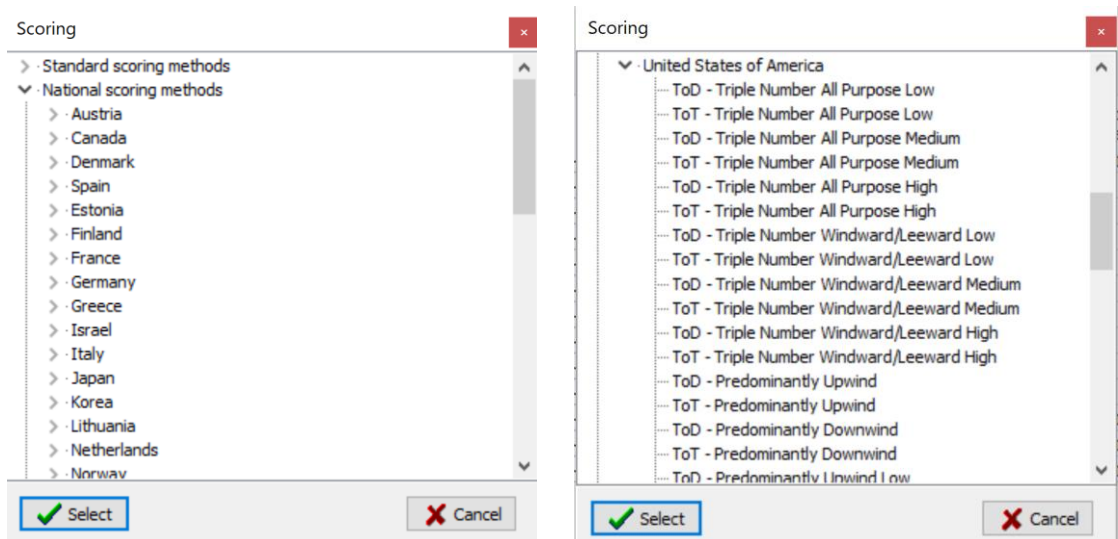 Scoring
Standard scoring methods
National scoring methods
Austria
Canada
Denmark
Spain
Estonia
Finland
France
Germany
Greece
Israel
Italy
Japan
Korea
Lithuania
Netherlands
Norway
Select
Cancel
Scoring
United States of America
ToD - Triple Number All Purpose Low
ToT - Triple Number All Purpose Low
ToD - Triple Number All Purpose Medium
ToT - Triple Number All Purpose Medium
ToD - Triple Number All Purpose High
ToT - Triple Number All Purpose High
ToD - Triple Number Windward/Leeward Low
ToT - Triple Number Windward/Leeward Low
ToD - Triple Number Windward/Leeward Medium
ToT - Triple Number Windward/Leeward Medium
ToD - Triple Number Windward/Leeward High
ToT - Triple Number Windward/Leeward High
ToD - Predominantly Upwind
ToT - Predominantly Upwind
ToD - Predominantly Downwind
ToT - Predominantly Downwind
ToD - Predominantly Upwind Low
Select
Cancel